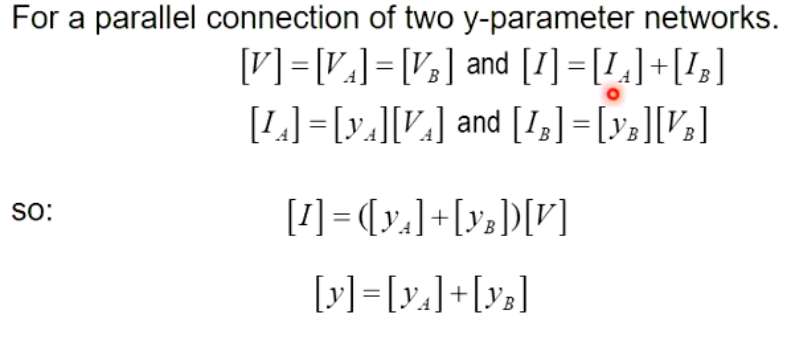 For a parallel connection of two y-parameter networks.
[V] = [V_A] = [V_B] and [I] = [I_A] + [I_B]
[I_A] = [y_A][V_A] and [I_B] = [y_B][V_B]
so: [I] = ([y_A] + [y_B])[V]
[y] = [y_A] + [y_B]